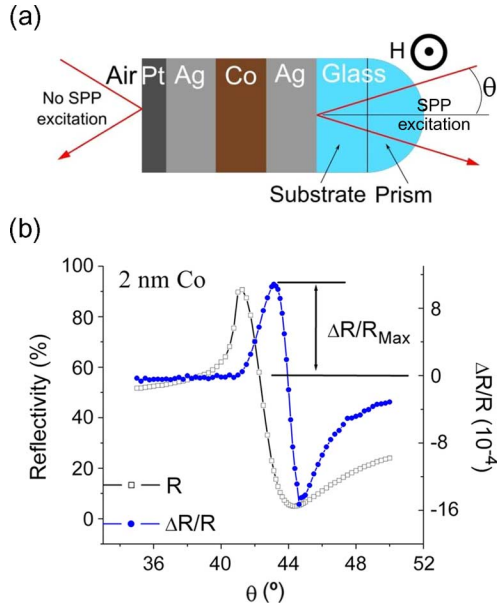 (a)
H
Air Pt Ag Co Ag Glass
θ
No SPP
excitation
SPP
excitation
Substrate Prism
(b)
2 nm Co
ΔR/R Max
R
ΔR/R
Reflectivity (%)
100
80
60
40
20
0
ΔR/R (10⁻⁴)
8
0
-8
-16
36 40 44 48 52
θ (º)